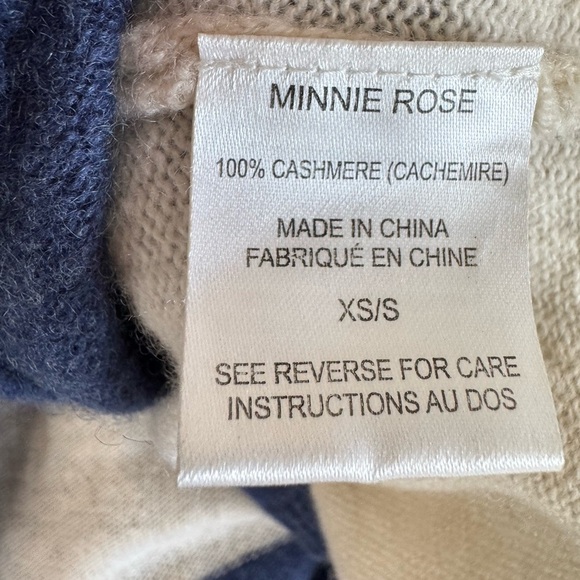 MINNIE ROSE
100% CASHMERE (CACHEMIRE)
MADE IN CHINA
FABRIQUÉ EN CHINE
XS/S
SEE REVERSE FOR CARE
INSTRUCTIONS AU DOS